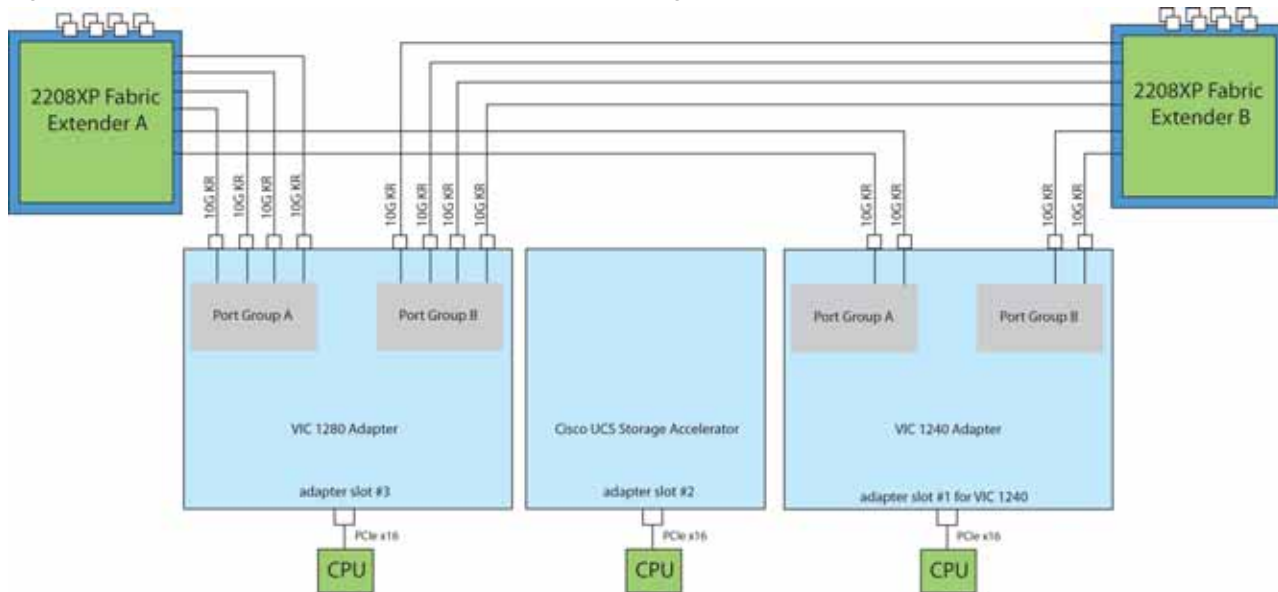 2208XP Fabric
Extender A
2208XP Fabric
Extender B
10G KR
10G KR
10G KR
10G KR
10G KR
10G KR
10G KR
10G KR
10G KR
10G KR
10G KR
10G KR
Port Group A
Port Group B
Port Group A
Port Group B
VIC 1280 Adapter
Cisco UCS Storage Accelerator
VIC 1240 Adapter
adapter slot #3
adapter slot #2
adapter slot #1 for VIC 1240
PCIe x16
PCIe x16
PCIe x16
CPU
CPU
CPU